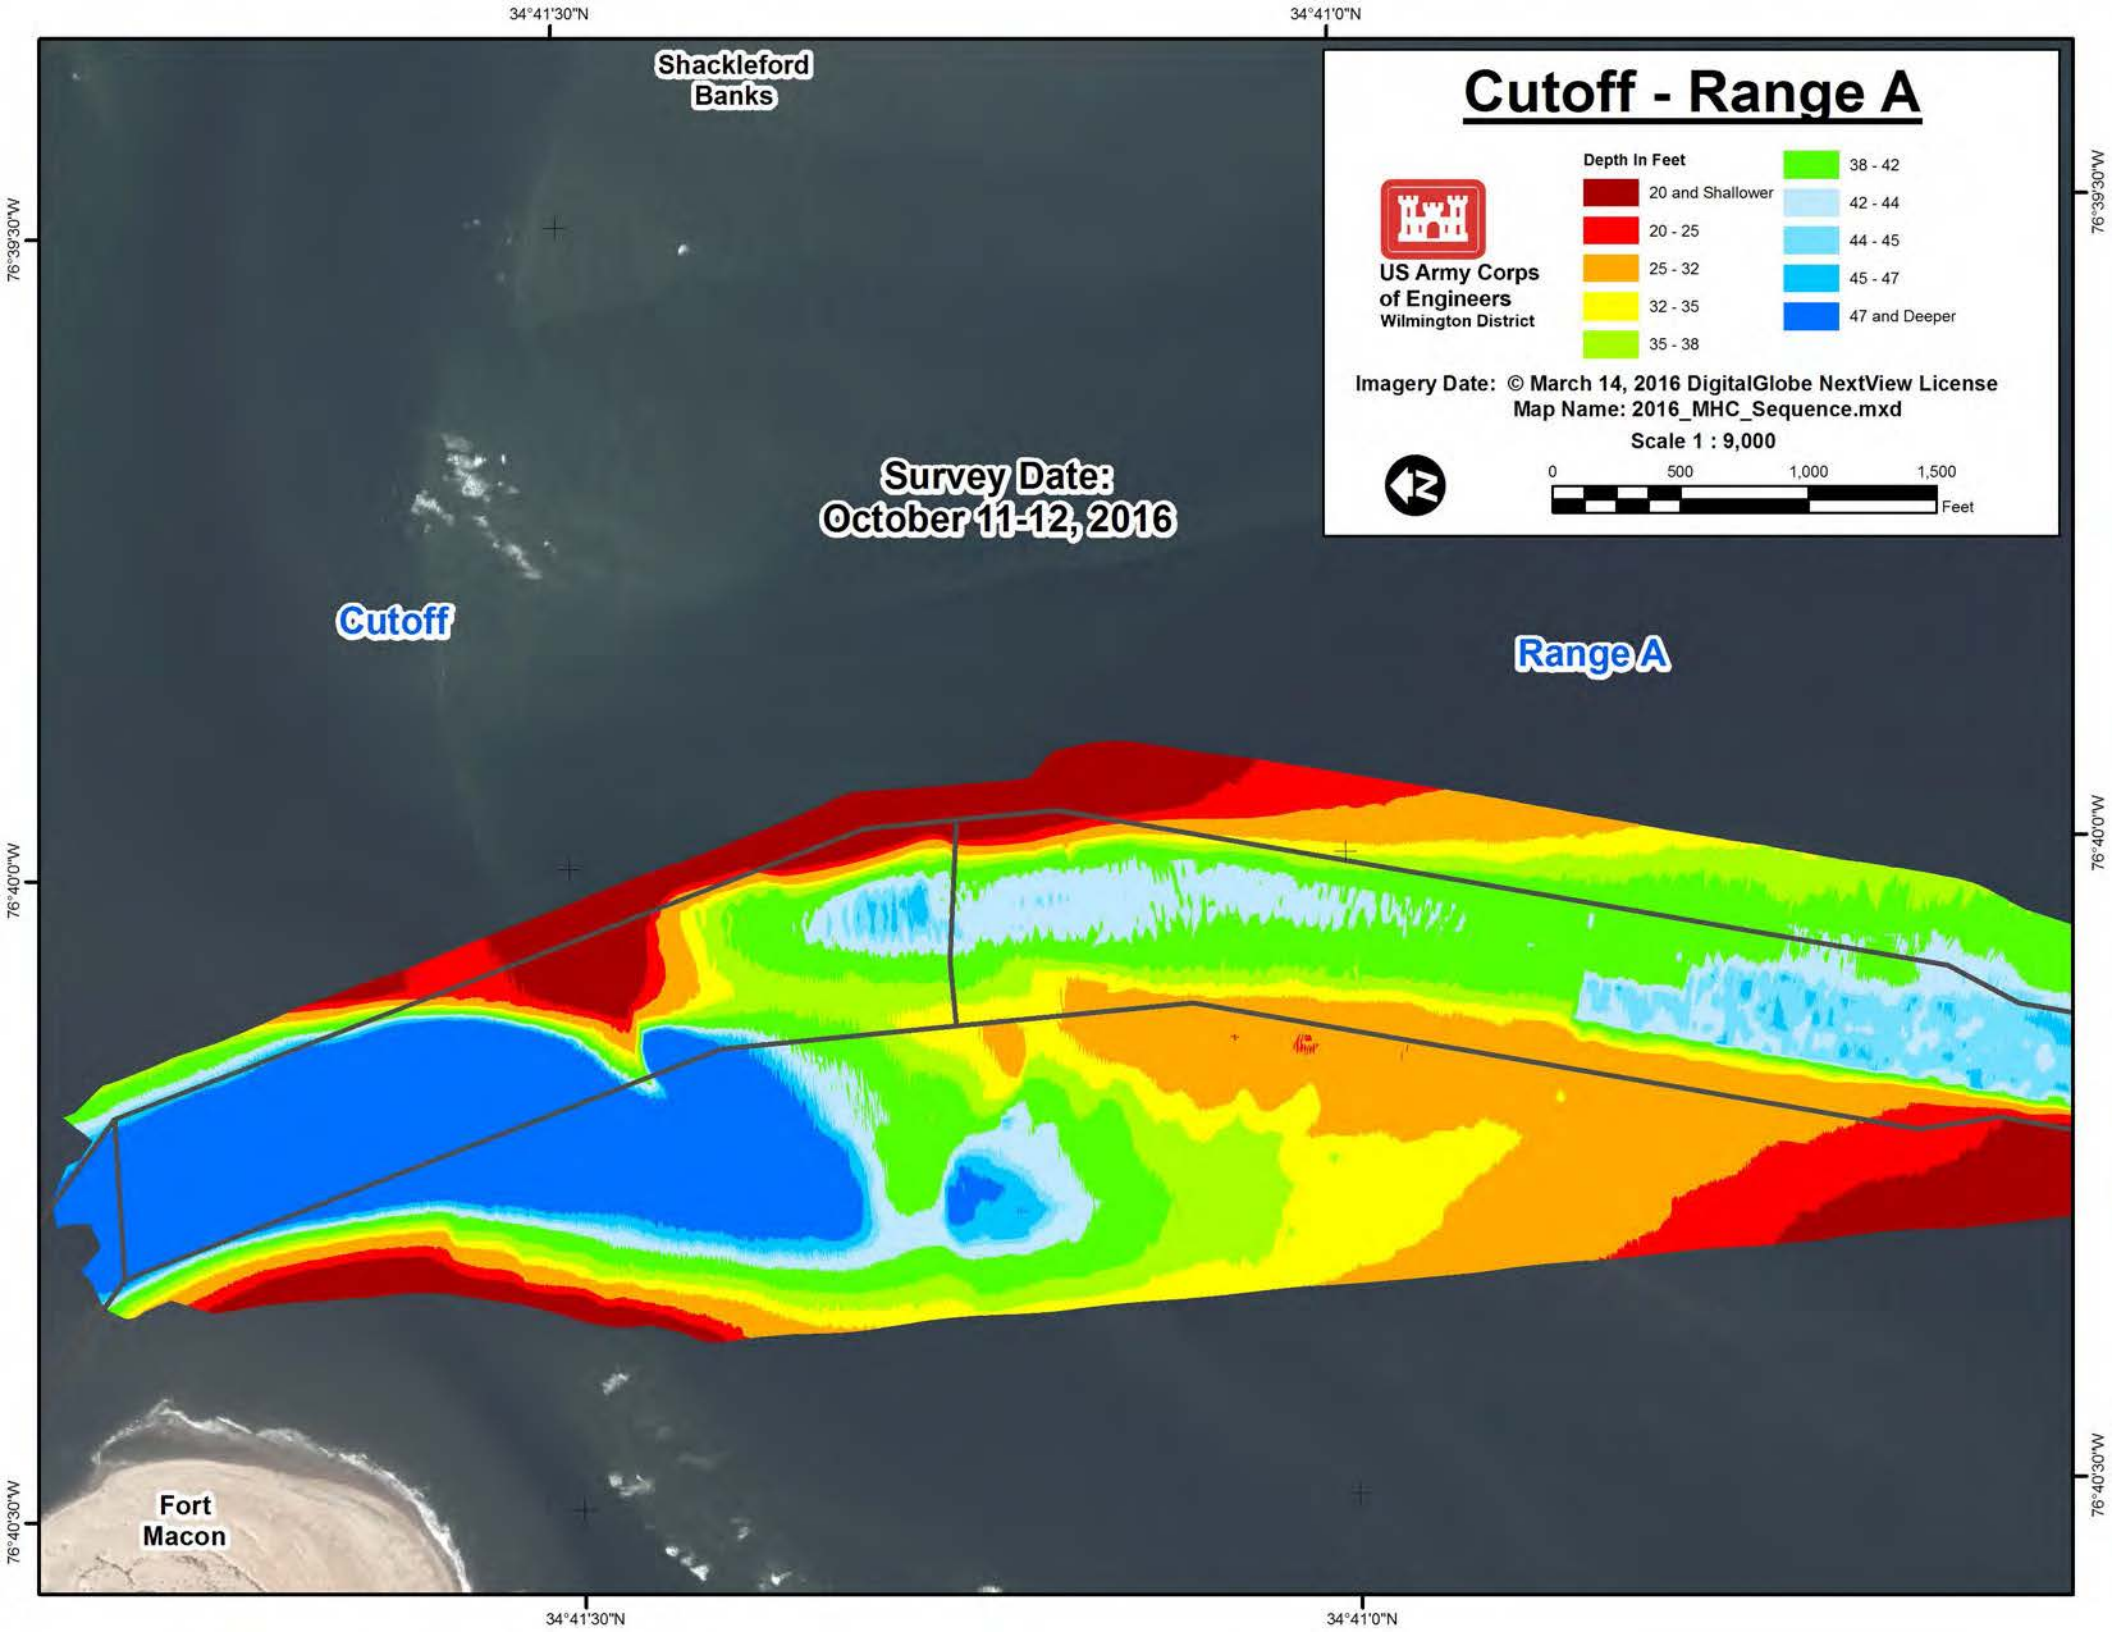 34°41'30"N
34°41'0"N
Shackleford
Banks
Cutoff - Range A
Depth In Feet
20 and Shallower
20 - 25
25 - 32
32 - 35
35 - 38
38 - 42
42 - 44
44 - 45
45 - 47
47 and Deeper
US Army Corps
of Engineers
Wilmington District
Imagery Date: © March 14, 2016 DigitalGlobe NextView License
Map Name: 2016_MHC_Sequence.mxd
Scale 1 : 9,000
N
0 500 1,000 1,500
Feet
76°39'30"W
76°39'30"W
Survey Date:
October 11-12, 2016
Cutoff
Range A
76°40'0"W
76°40'0"W
Fort
Macon
76°40'30"W
76°40'30"W
34°41'30"N
34°41'0"N